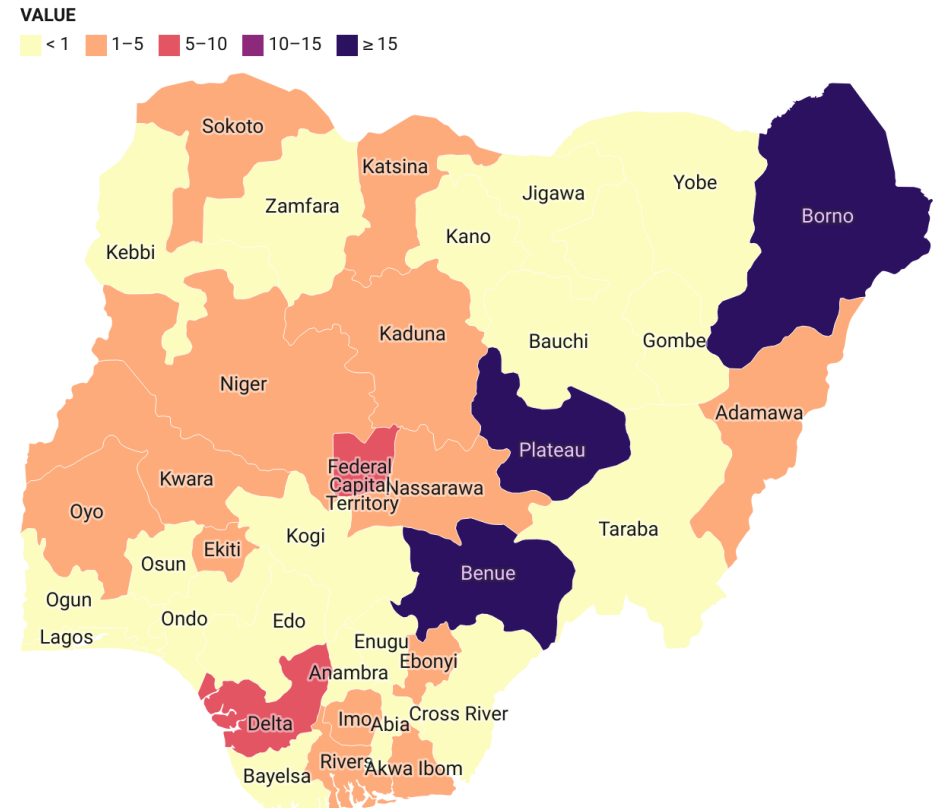 VALUE
< 1
1–5
5–10
10–15
≥ 15
Sokoto
Katsina
Yobe
Jigawa
Zamfara
Borno
Kano
Kebbi
Kaduna
Bauchi
Gombe
Niger
Adamawa
Plateau
Federal
Capital
Territory
Nassarawa
Kwara
Oyo
Taraba
Kogi
Ekiti
Osun
Benue
Ogun
Ondo
Edo
Lagos
Enugu
Ebonyi
Anambra
Cross River
Imo
Abia
Delta
Rivers
Akwa Ibom
Bayelsa